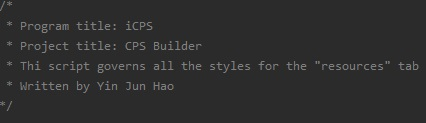 /*
* Program title: iCPS
* Project title: CPS Builder
* Thi script governs all the styles for the "resources" tab
* Written by Yin Jun Hao
*/